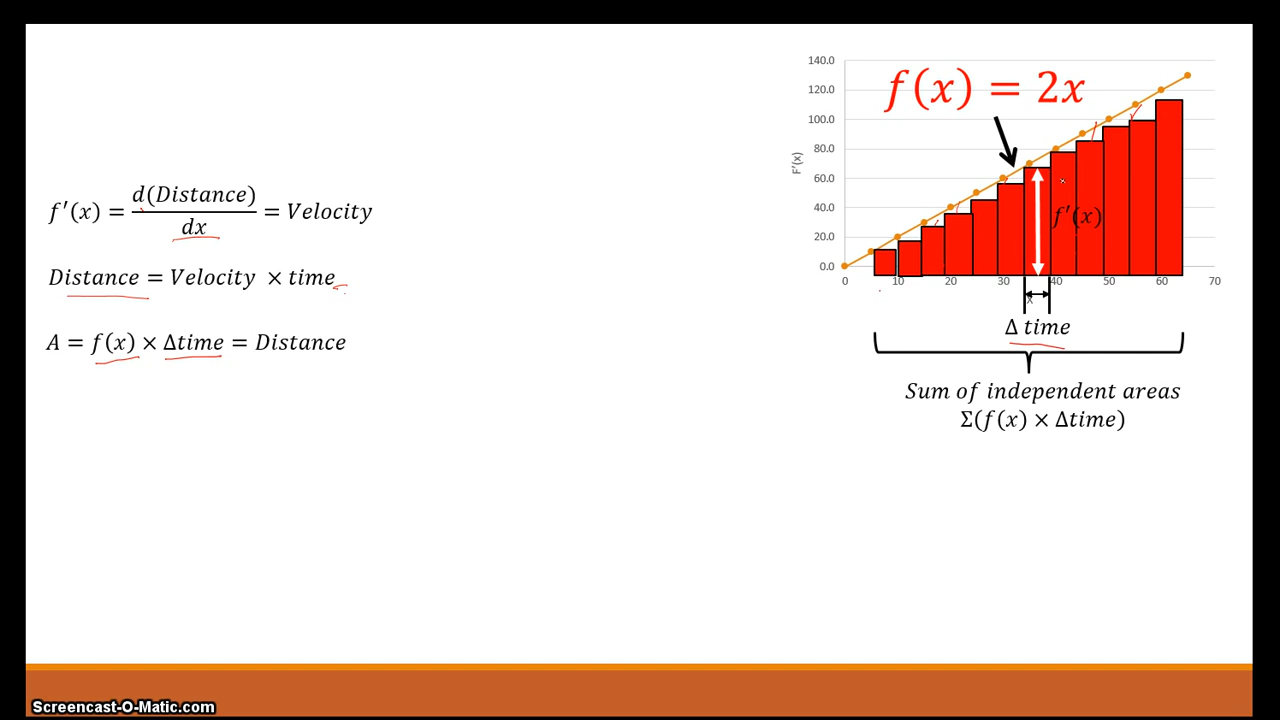 f′(x) = d(Distance)/dx = Velocity
Distance = Velocity × time
A = f(x) × Δtime = Distance
f(x) = 2x
140.0
120.0
100.0
80.0
60.0
40.0
20.0
0.0
F'(x)
f′(x)
0 10 20 30 40 50 60 70
x
Δ time
Sum of independent areas
Σ(f(x) × Δtime)
Screencast-O-Matic.com